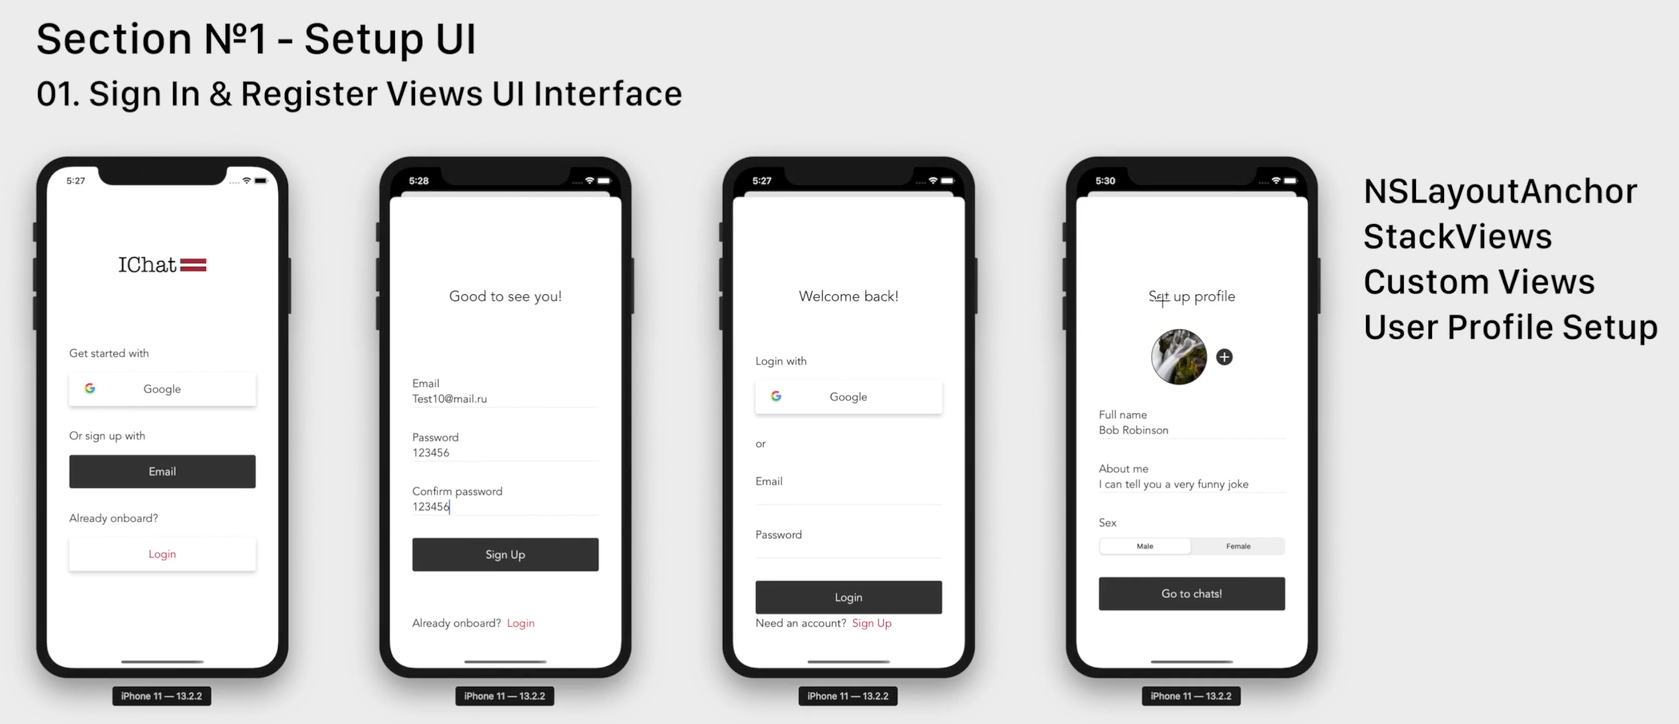 Section №1 - Setup UI
01. Sign In & Register Views UI Interface
5:27
IChat
Get started with
Google
Or sign up with
Email
Already onboard?
Login
iPhone 11 — 13.2.2
5:28
Good to see you!
Email
Test10@mail.ru
Password
123456
Confirm password
123456
Sign Up
Already onboard? Login
iPhone 11 — 13.2.2
5:27
Welcome back!
Login with
Google
or
Email
Password
Login
Need an account? Sign Up
iPhone 11 — 13.2.2
5:30
up profile
Full name
Bob Robinson
About me
I can tell you a very funny joke
Sex
Male Female
Go to chats!
iPhone 11 — 13.2.2
NSLayoutAnchor
StackViews
Custom Views
User Profile Setup